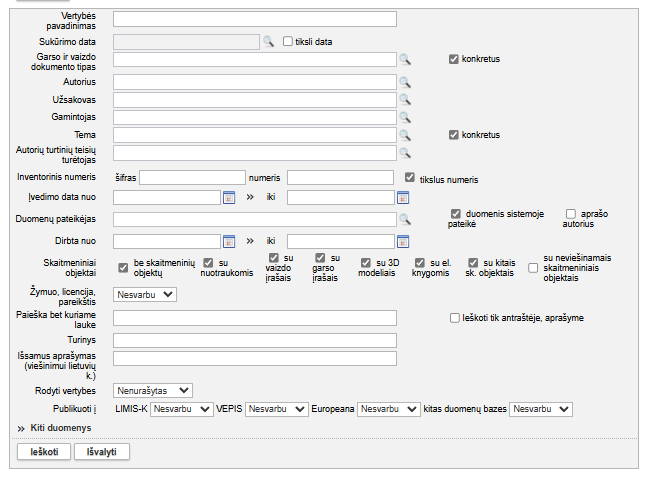 Vertybės
pavadinimas
Sukūrimo data
tiksli data
Garso ir vaizdo
dokumento tipas
konkretus
Autorius
Užsakovas
Gamintojas
Tema
konkretus
Autorių turtinių teisių
turėtojas
Inventorinis numeris šifras numeris tikslus numeris
Įvedimo data nuo » iki
Duomenų pateikėjas
duomenis sistemoje
pateikė
aprašo
autorius
Dirbta nuo » iki
Skaitmeniniai
objektai
be skaitmeninių
objektų
su
nuotraukomis
su
vaizdo
įrašais
su
garso
įrašais
su 3D
modeliais
su el.
knygomis
su kitais
sk. objektais
su neviešinamais
skaitmeniniais
objektais
Žymuo, licencija,
pareikštis
Nesvarbu
Paieška bet kuriame
lauke
Ieškoti tik antraštėje, aprašyme
Turinys
Išsamus aprašymas
(viešinimui lietuvių
k.)
Rodyti vertybes Nenurašytas
Publikuoti į LIMIS-K Nesvarbu VEPIS Nesvarbu Europeana Nesvarbu kitas duomenų bazes Nesvarbu
» Kiti duomenys
Ieškoti Išvalyti